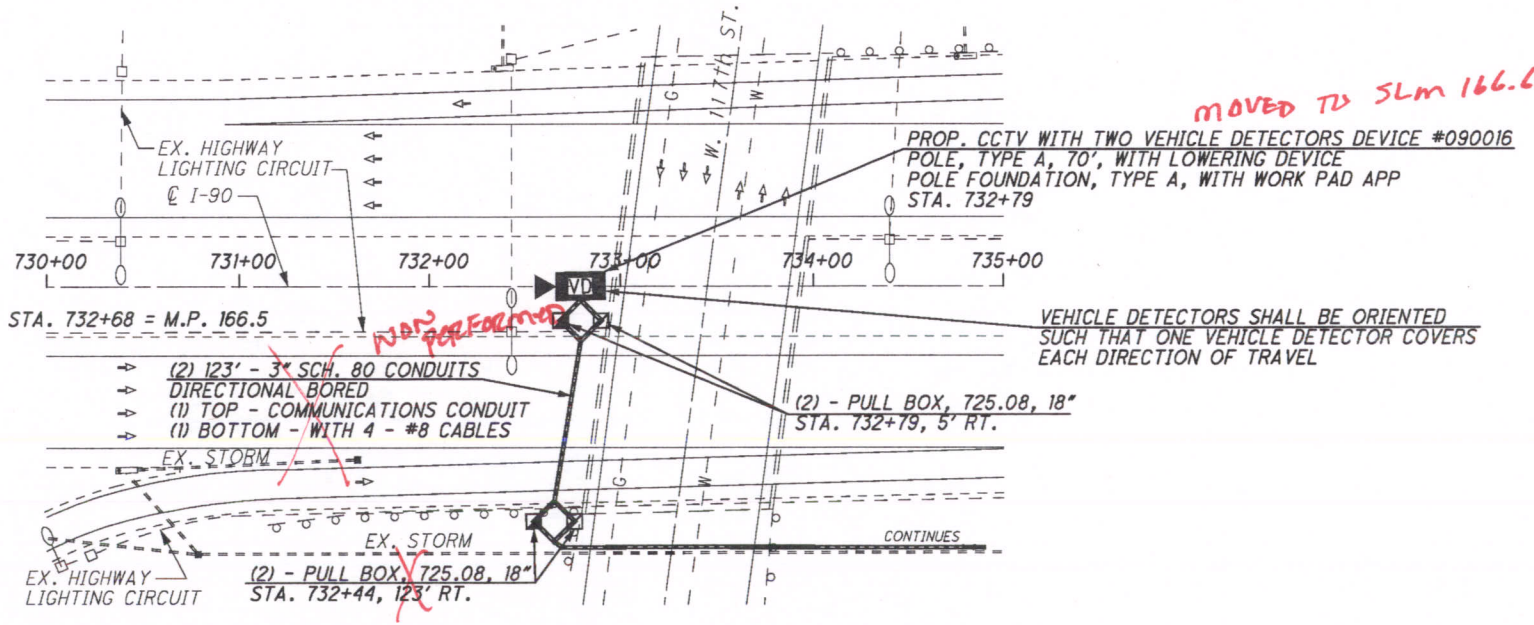 W. 117th ST.
G
W
MOVED TO SLM 166.6
EX. HIGHWAY
LIGHTING CIRCUIT
℄ I-90
PROP. CCTV WITH TWO VEHICLE DETECTORS DEVICE #090016
POLE, TYPE A, 70', WITH LOWERING DEVICE
POLE FOUNDATION, TYPE A, WITH WORK PAD APP
STA. 732+79
730+00
731+00
732+00
733+00
734+00
735+00
VD
STA. 732+68 = M.P. 166.5
NON
PERFORMED
VEHICLE DETECTORS SHALL BE ORIENTED
SUCH THAT ONE VEHICLE DETECTOR COVERS
EACH DIRECTION OF TRAVEL
(2) 123' - 3" SCH. 80 CONDUITS
DIRECTIONAL BORED
(1) TOP - COMMUNICATIONS CONDUIT
(1) BOTTOM - WITH 4 - #8 CABLES
(2) - PULL BOX, 725.08, 18"
STA. 732+79, 5' RT.
EX. STORM
G
W
EX. STORM
CONTINUES
EX. HIGHWAY
LIGHTING CIRCUIT
(2) - PULL BOX, 725.08, 18"
STA. 732+44, 123' RT.